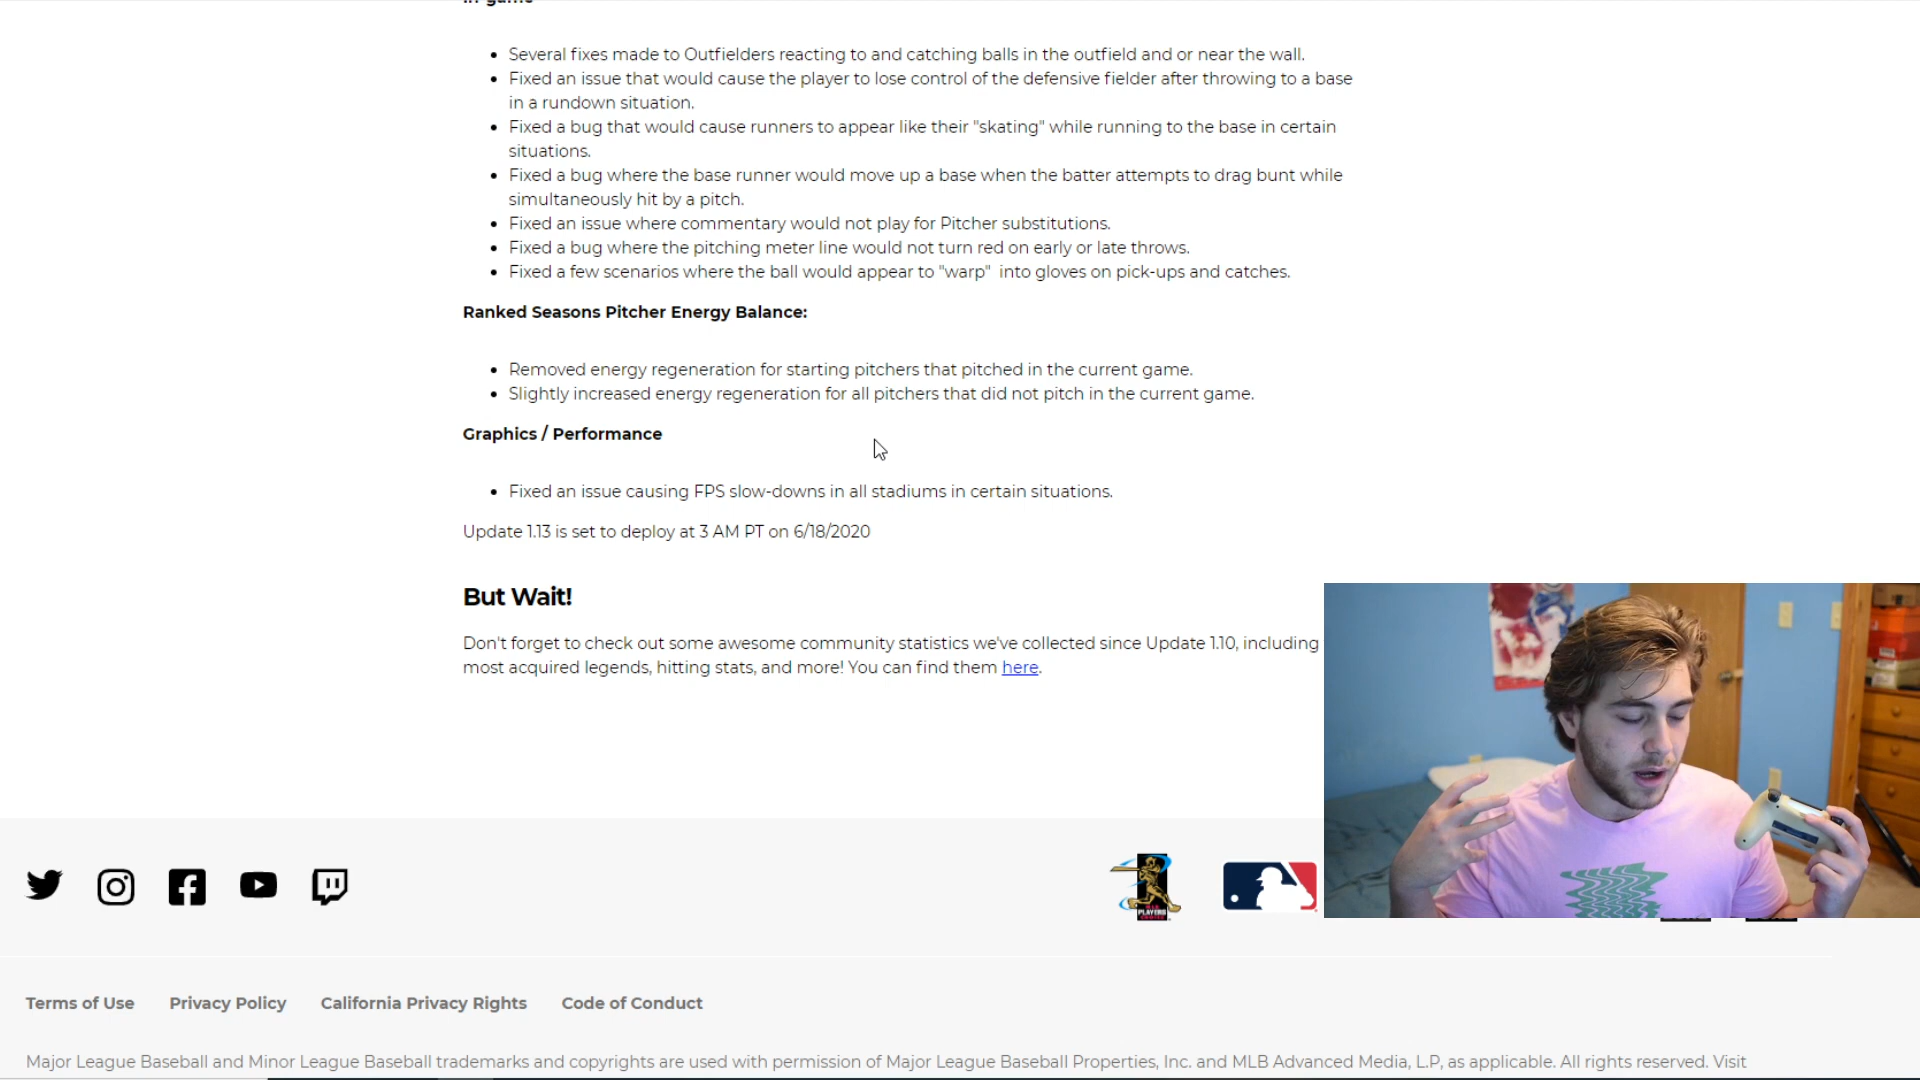 In-game
Several fixes made to Outfielders reacting to and catching balls in the outfield and or near the wall.
Fixed an issue that would cause the player to lose control of the defensive fielder after throwing to a base
in a rundown situation.
Fixed a bug that would cause runners to appear like their "skating" while running to the base in certain
situations.
Fixed a bug where the base runner would move up a base when the batter attempts to drag bunt while
simultaneously hit by a pitch.
Fixed an issue where commentary would not play for Pitcher substitutions.
Fixed a bug where the pitching meter line would not turn red on early or late throws.
Fixed a few scenarios where the ball would appear to "warp" into gloves on pick-ups and catches.
Ranked Seasons Pitcher Energy Balance:
Removed energy regeneration for starting pitchers that pitched in the current game.
Slightly increased energy regeneration for all pitchers that did not pitch in the current game.
Graphics / Performance
Fixed an issue causing FPS slow-downs in all stadiums in certain situations.
Update 1.13 is set to deploy at 3 AM PT on 6/18/2020
But Wait!
Don't forget to check out some awesome community statistics we've collected since Update 1.10, including
most acquired legends, hitting stats, and more! You can find them here.
PLAYERS
Terms of Use Privacy Policy California Privacy Rights Code of Conduct
Major League Baseball and Minor League Baseball trademarks and copyrights are used with permission of Major League Baseball Properties, Inc. and MLB Advanced Media, L.P, as applicable. All rights reserved. Visit